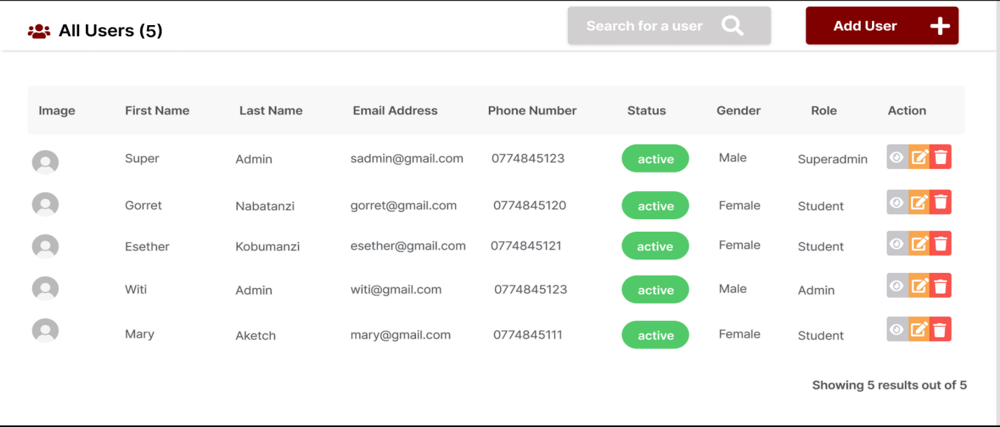 All Users (5)
Search for a user
Add User
Image First Name Last Name Email Address Phone Number Status Gender Role Action
Super Admin sadmin@gmail.com 0774845123 active Male Superadmin
Gorret Nabatanzi gorret@gmail.com 0774845120 active Female Student
Esether Kobumanzi esether@gmail.com 0774845121 active Female Student
Witi Admin witi@gmail.com 0774845123 active Male Admin
Mary Aketch mary@gmail.com 0774845111 active Female Student
Showing 5 results out of 5